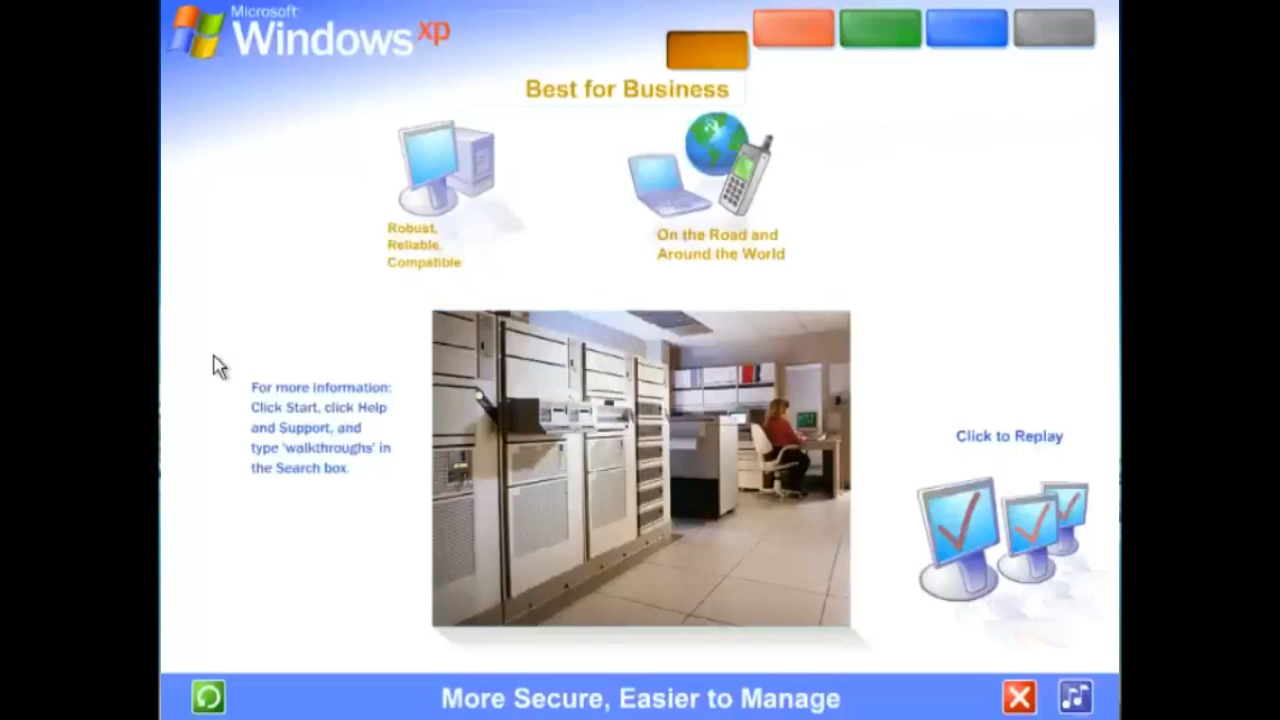 Microsoft
Windows xp
Best for Business
Robust,
Reliable,
Compatible
On the Road and
Around the World
For more information:
Click Start, click Help
and Support, and
type 'walkthroughs' in
the Search box.
Click to Replay
More Secure, Easier to Manage